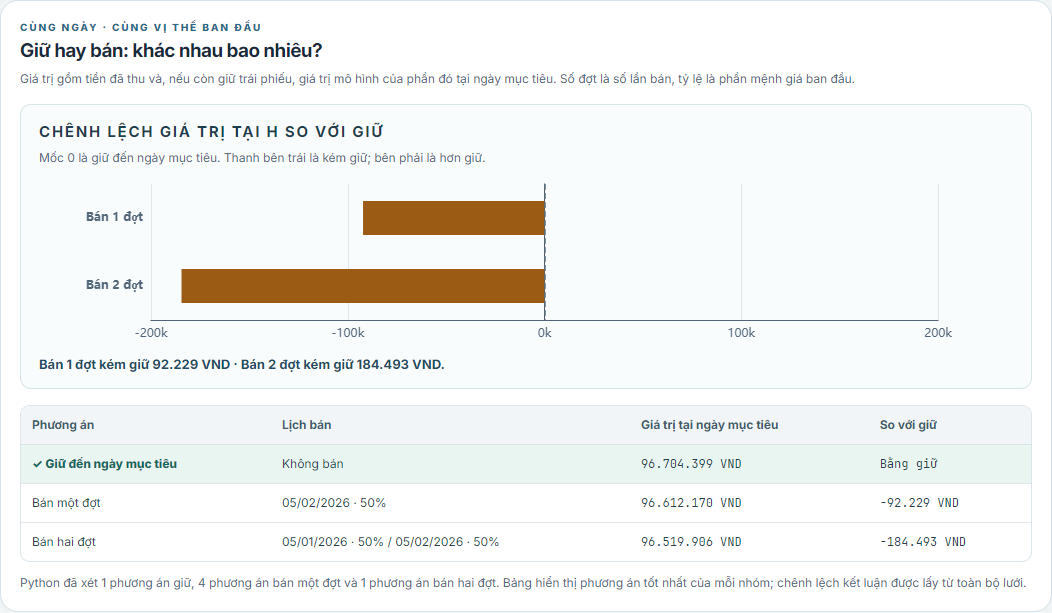 CÙNG NGÀY · CÙNG VỊ THẾ BAN ĐẦU
Giữ hay bán: khác nhau bao nhiêu?
Giá trị gồm tiền đã thu và, nếu còn giữ trái phiếu, giá trị mô hình của phần đó tại ngày mục tiêu. Số đợt là số lần bán, tỷ lệ là phần mệnh giá ban đầu.
CHÊNH LỆCH GIÁ TRỊ TẠI H SO VỚI GIỮ
Mốc 0 là giữ đến ngày mục tiêu. Thanh bên trái là kém giữ; bên phải là hơn giữ.
Bán 1 đợt
Bán 2 đợt
-200k -100k 0k 100k 200k
Bán 1 đợt kém giữ 92.229 VND · Bán 2 đợt kém giữ 184.493 VND.
Phương án Lịch bán Giá trị tại ngày mục tiêu So với giữ
✓ Giữ đến ngày mục tiêu Không bán 96.704.399 VND Bằng giữ
Bán một đợt 05/02/2026 · 50% 96.612.170 VND -92.229 VND
Bán hai đợt 05/01/2026 · 50% / 05/02/2026 · 50% 96.519.906 VND -184.493 VND
Python đã xét 1 phương án giữ, 4 phương án bán một đợt và 1 phương án bán hai đợt. Bảng hiển thị phương án tốt nhất của mỗi nhóm; chênh lệch kết luận được lấy từ toàn bộ lưới.